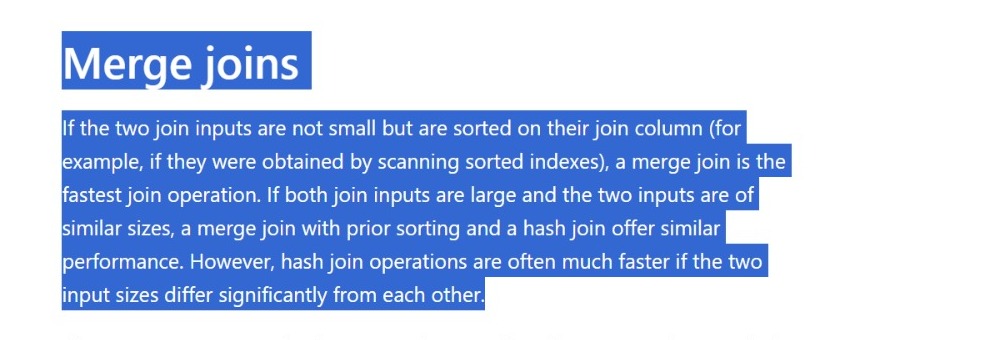 Merge joins
If the two join inputs are not small but are sorted on their join column (for
example, if they were obtained by scanning sorted indexes), a merge join is the
fastest join operation. If both join inputs are large and the two inputs are of
similar sizes, a merge join with prior sorting and a hash join offer similar
performance. However, hash join operations are often much faster if the two
input sizes differ significantly from each other.